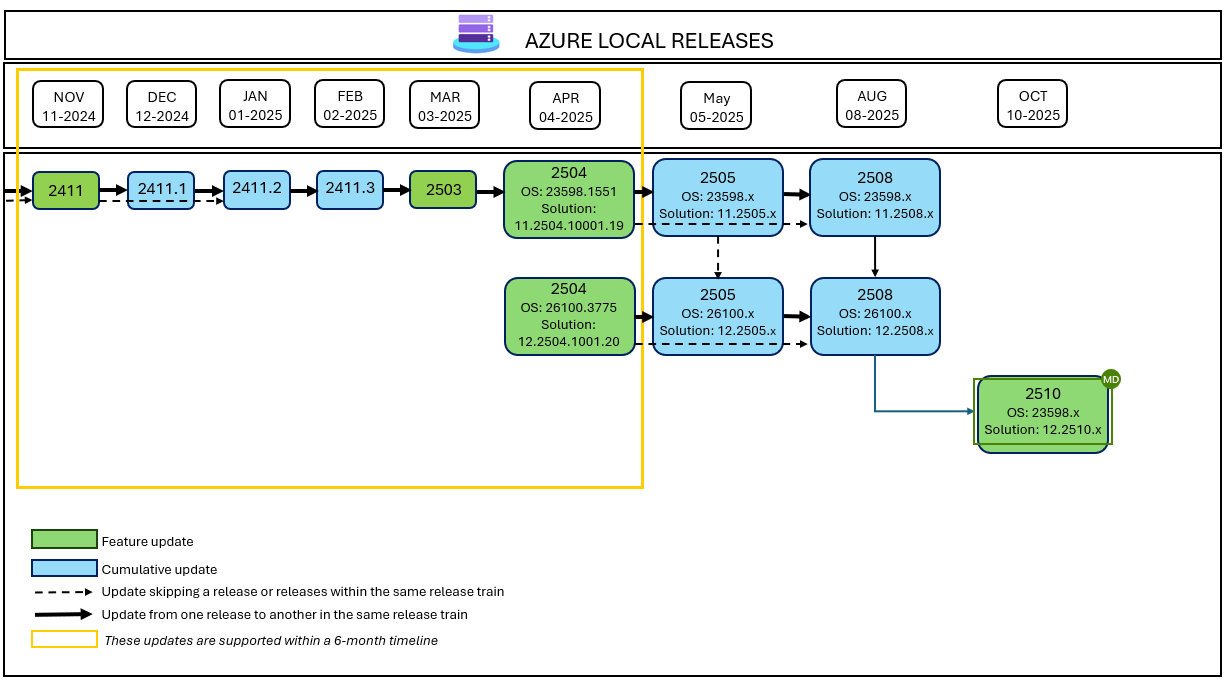 AZURE LOCAL RELEASES
NOV
11-2024
DEC
12-2024
JAN
01-2025
FEB
02-2025
MAR
03-2025
APR
04-2025
May
05-2025
AUG
08-2025
OCT
10-2025
2411
2411.1
2411.2
2411.3
2503
2504
OS: 23598.1551
Solution:
11.2504.10001.19
2505
OS: 23598.x
Solution: 11.2505.x
2508
OS: 23598.x
Solution: 11.2508.x
2504
OS: 26100.3775
Solution:
12.2504.1001.20
2505
OS: 26100.x
Solution: 12.2505.x
2508
OS: 26100.x
Solution: 12.2508.x
MD
2510
OS: 23598.x
Solution: 12.2510.x
Feature update
Cumulative update
Update skipping a release or releases within the same release train
Update from one release to another in the same release train
These updates are supported within a 6-month timeline